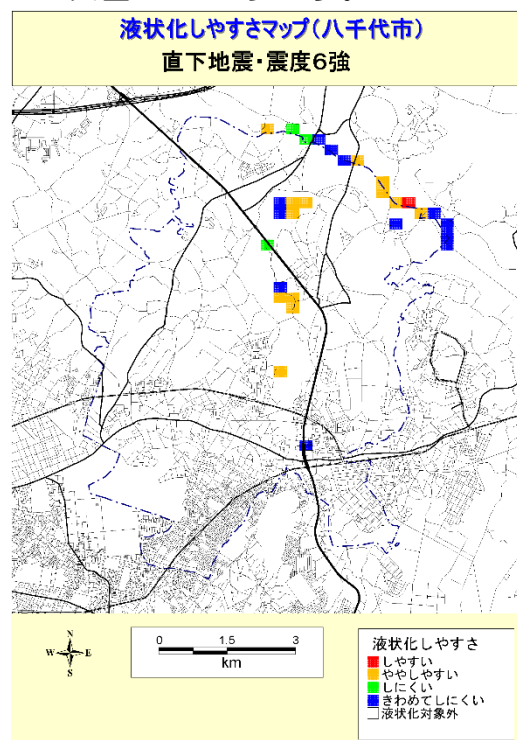 液状化しやすさマップ(八千代市)
直下地震・震度6強
N
W E
S
0 1.5 3
km
液状化しやすさ
しやすい
ややしやすい
しにくい
きわめてしにくい
液状化対象外